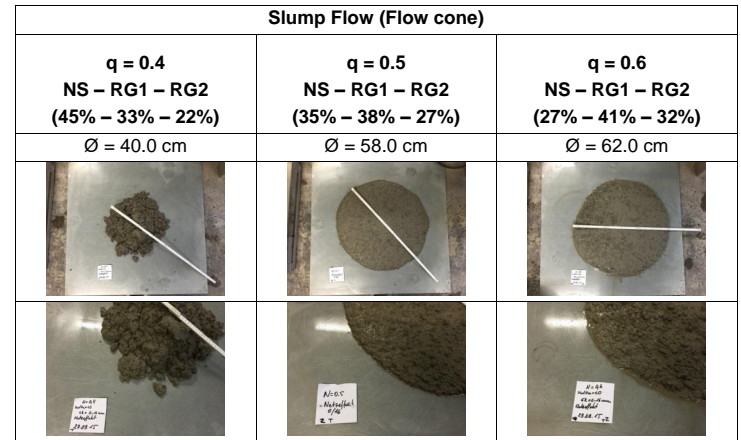 Slump Flow (Flow cone)
q = 0.4
NS – RG1 – RG2
(45% – 33% – 22%)
q = 0.5
NS – RG1 – RG2
(35% – 38% – 27%)
q = 0.6
NS – RG1 – RG2
(27% – 41% – 32%)
Ø = 40.0 cm
Ø = 58.0 cm
Ø = 62.0 cm
N=0.5